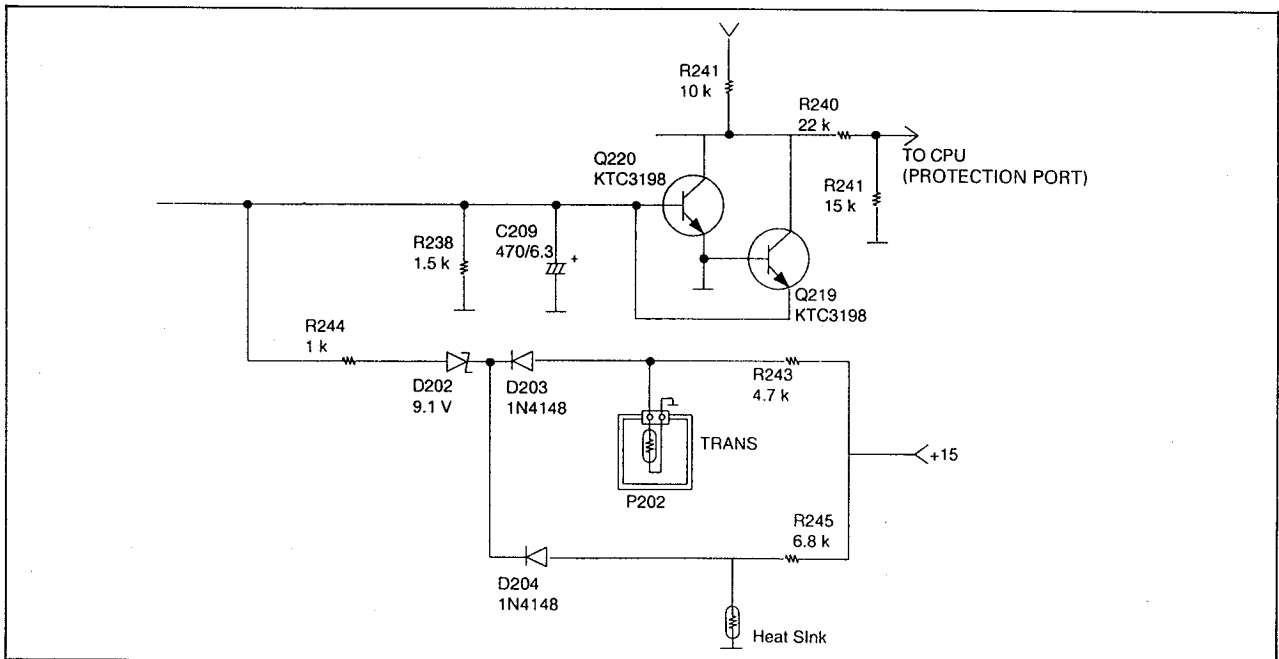 R241
10 k
R240
22 k
TO CPU
(PROTECTION PORT)
Q220
KTC3198
R241
15 k
R238
1.5 k
C209
470/6.3
+
Q219
KTC3198
R244
1 k
D202
9.1 V
D203
1N4148
R243
4.7 k
TRANS
P202
+15
R245
6.8 k
D204
1N4148
Heat SInk